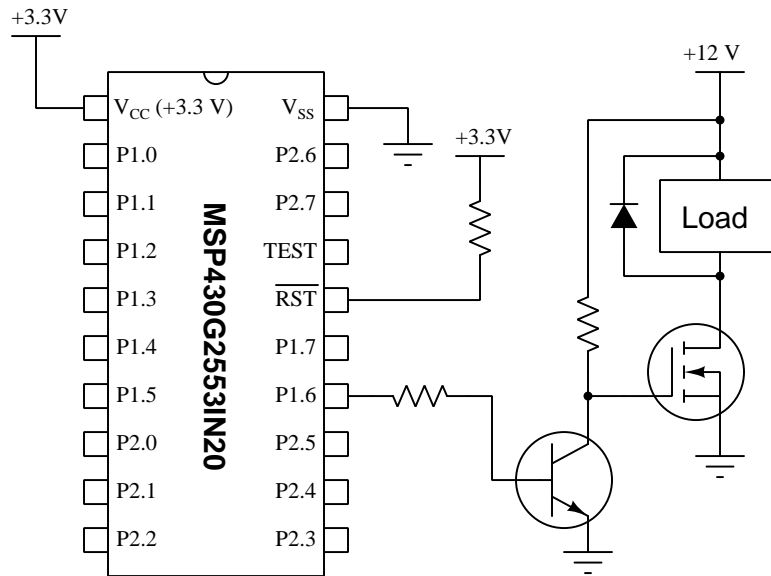 +3.3V
+12 V
V_CC (+3.3 V)
V_SS
+3.3V
P1.0
P2.6
P1.1
P2.7
P1.2
TEST
P1.3
RST
P1.4
P1.7
P1.5
P1.6
P2.0
P2.5
P2.1
P2.4
P2.2
P2.3
MSP430G2553IN20
Load